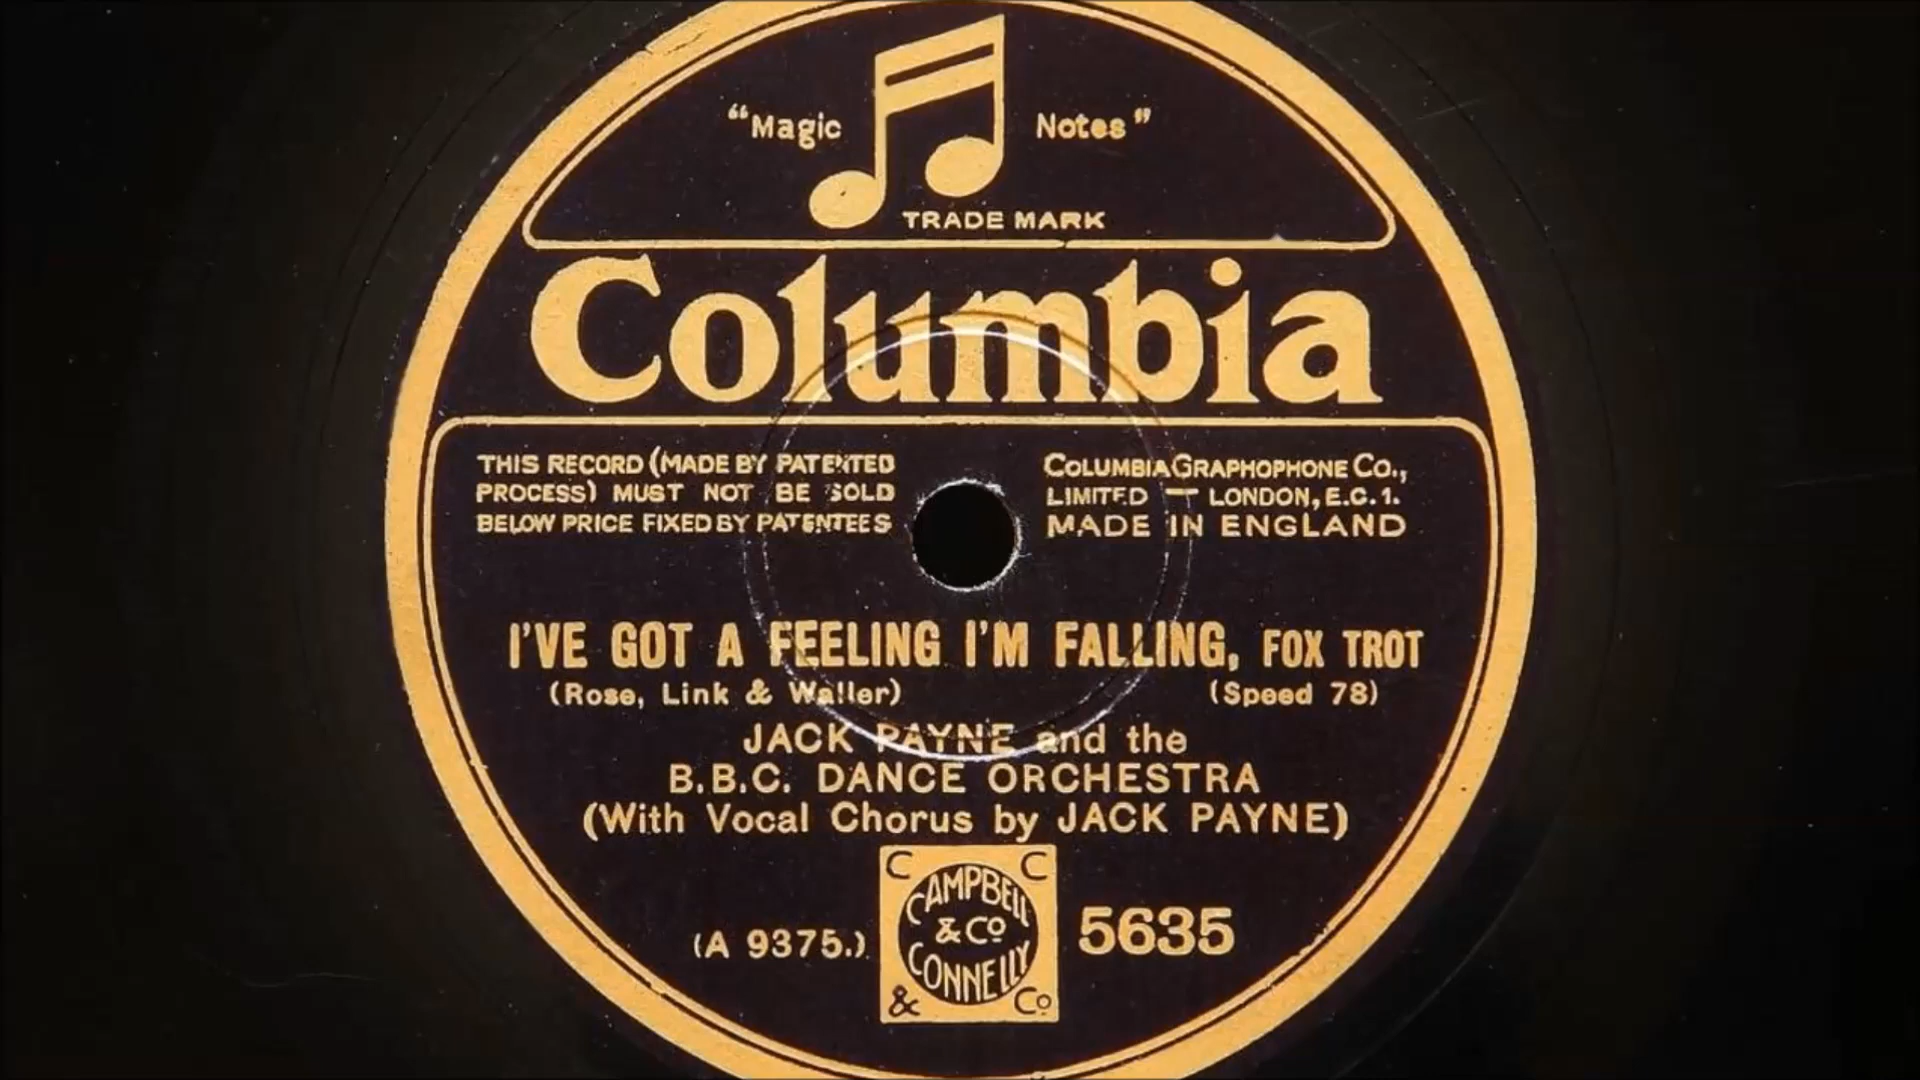 "Magic Notes"
TRADE MARK
Columbia
THIS RECORD (MADE BY PATENTED
PROCESS) MUST NOT BE SOLD
BELOW PRICE FIXED BY PATENTEES
COLUMBIA GRAPHOPHONE CO.,
LIMITED — LONDON, E.C.1.
MADE IN ENGLAND
I'VE GOT A FEELING I'M FALLING, FOX TROT
(Rose, Link & Waller) (Speed 78)
JACK PAYNE and the
B.B.C. DANCE ORCHESTRA
(With Vocal Chorus by JACK PAYNE)
C C
CAMPBELL
& Co
CONNELLY
& Co
(A 9375.) 5635